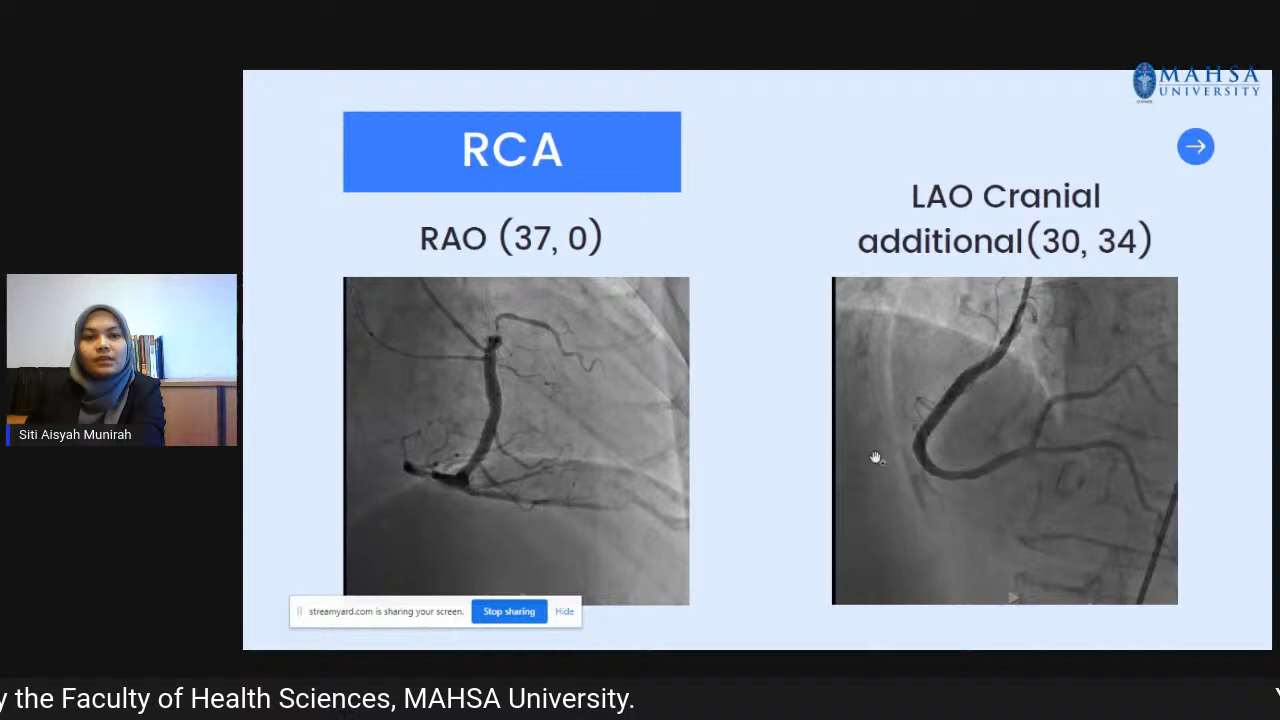 MAHSA
UNIVERSITY
RCA
RAO (37, 0)
LAO Cranial
additional(30, 34)
Siti Aisyah Munirah
streamyard.com is sharing your screen.
Stop sharing
Hide
y the Faculty of Health Sciences, MAHSA University.